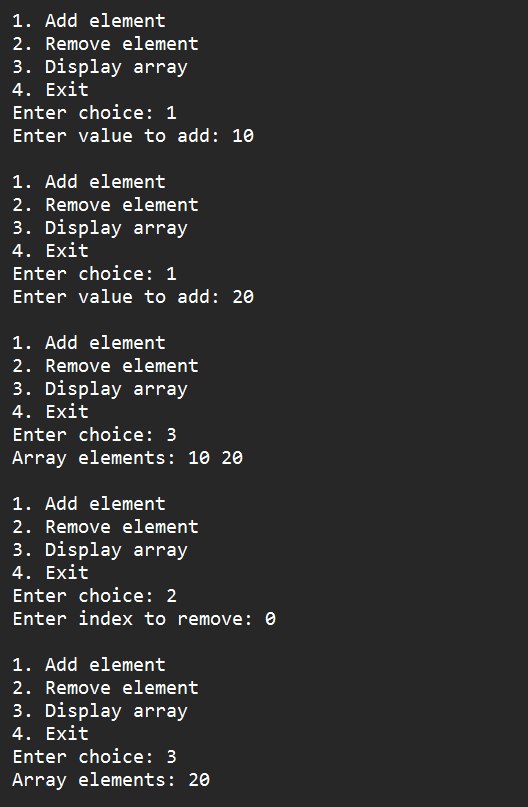 1. Add element
2. Remove element
3. Display array
4. Exit
Enter choice: 1
Enter value to add: 10

1. Add element
2. Remove element
3. Display array
4. Exit
Enter choice: 1
Enter value to add: 20

1. Add element
2. Remove element
3. Display array
4. Exit
Enter choice: 3
Array elements: 10 20

1. Add element
2. Remove element
3. Display array
4. Exit
Enter choice: 2
Enter index to remove: 0

1. Add element
2. Remove element
3. Display array
4. Exit
Enter choice: 3
Array elements: 20